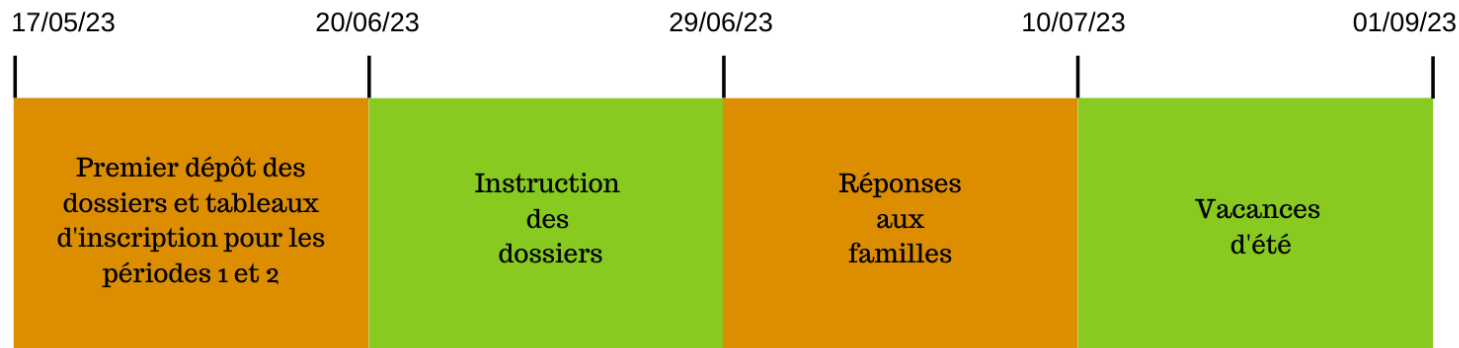 17/05/23 20/06/23 29/06/23 10/07/23 01/09/23
Premier dépôt des
dossiers et tableaux
d'inscription pour les
périodes 1 et 2
Instruction
des
dossiers
Réponses
aux
familles
Vacances
d'été